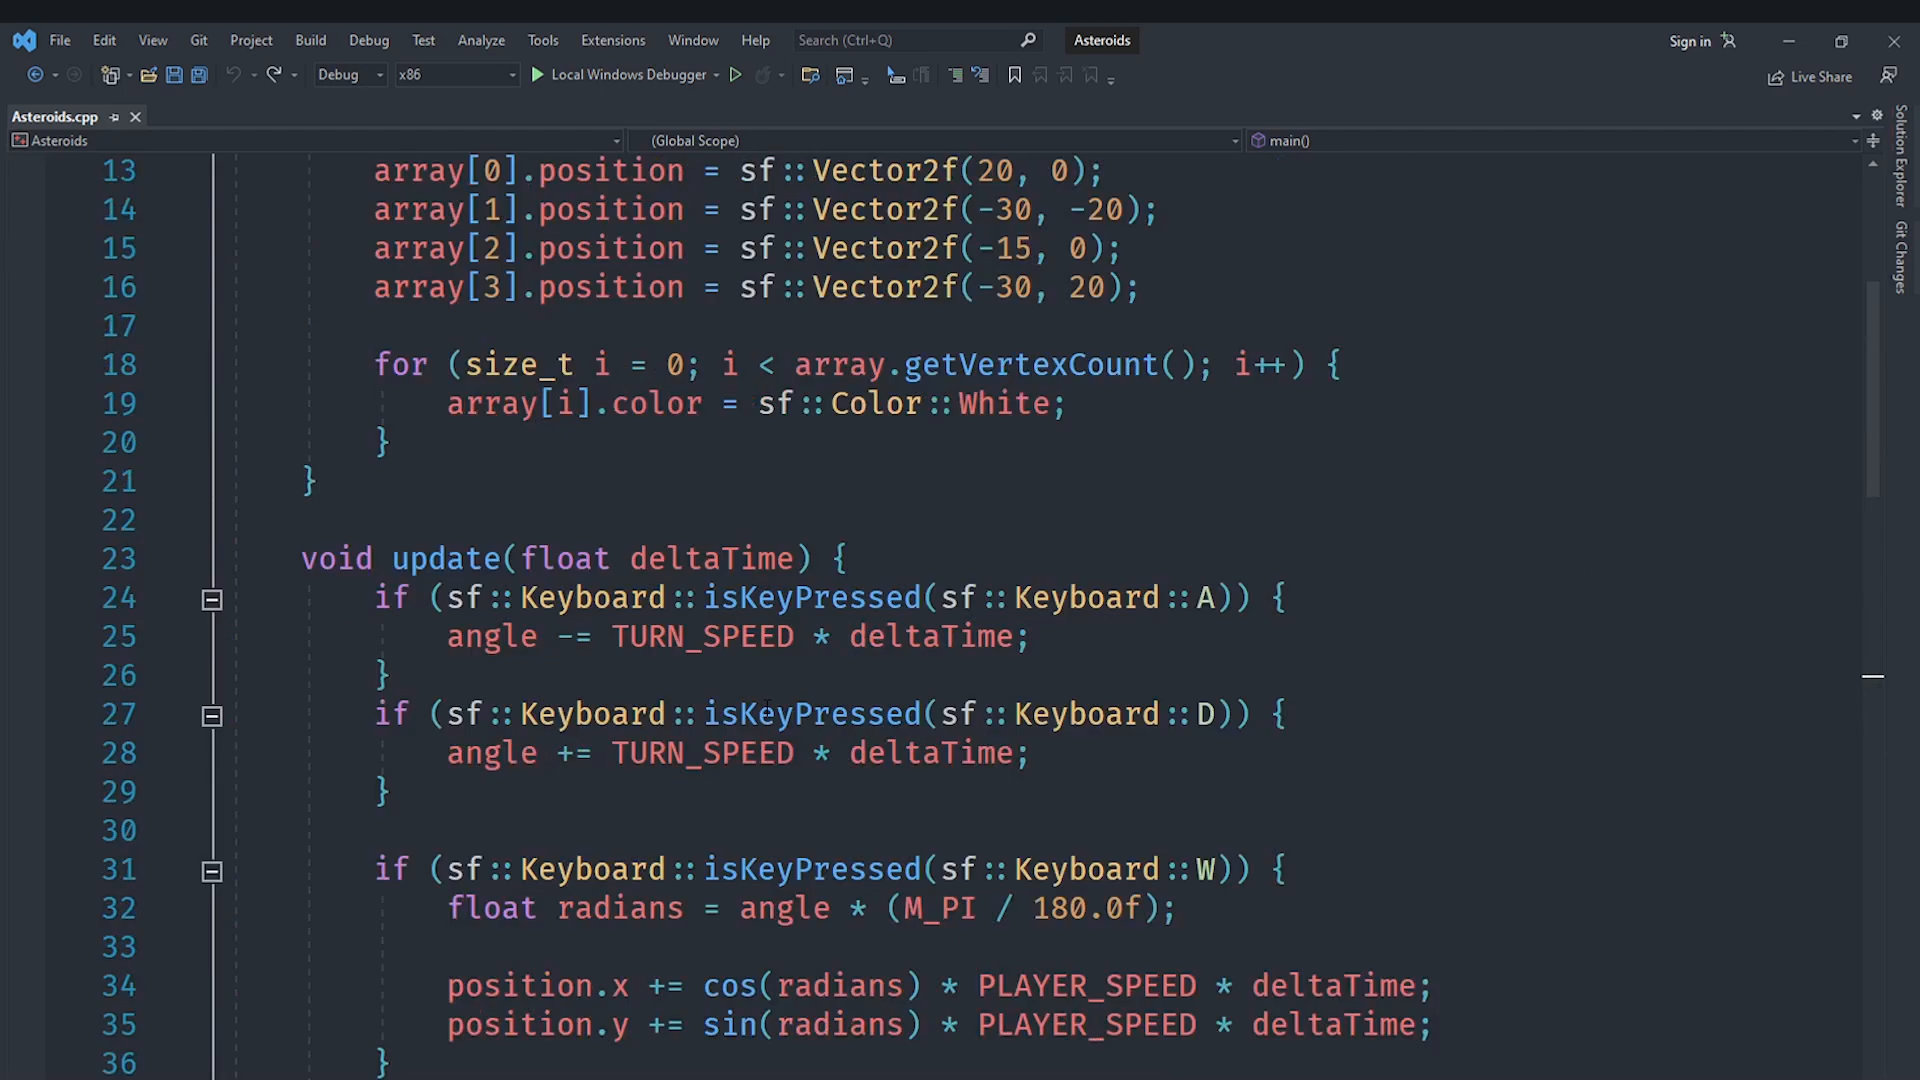 File Edit View Git Project Build Debug Test Analyze Tools Extensions Window Help Search (Ctrl+Q) Asteroids Sign in
Debug x86 Local Windows Debugger Live Share
Asteroids.cpp
Asteroids (Global Scope) main()
Solution Explorer
Git Changes
13 array[0].position = sf::Vector2f(20, 0);
14 array[1].position = sf::Vector2f(-30, -20);
15 array[2].position = sf::Vector2f(-15, 0);
16 array[3].position = sf::Vector2f(-30, 20);
17
18 for (size_t i = 0; i < array.getVertexCount(); i++) {
19 array[i].color = sf::Color::White;
20 }
21 }
22
23 void update(float deltaTime) {
24 if (sf::Keyboard::isKeyPressed(sf::Keyboard::A)) {
25 angle -= TURN_SPEED * deltaTime;
26 }
27 if (sf::Keyboard::isKeyPressed(sf::Keyboard::D)) {
28 angle += TURN_SPEED * deltaTime;
29 }
30
31 if (sf::Keyboard::isKeyPressed(sf::Keyboard::W)) {
32 float radians = angle * (M_PI / 180.0f);
33
34 position.x += cos(radians) * PLAYER_SPEED * deltaTime;
35 position.y += sin(radians) * PLAYER_SPEED * deltaTime;
36 }